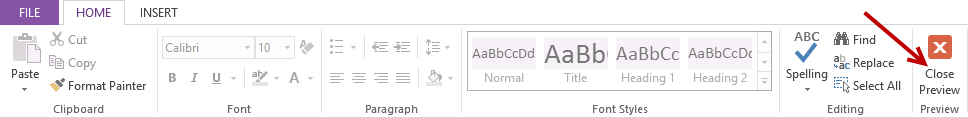 FILE HOME INSERT
Paste
Cut
Copy
Format Painter
Clipboard
Calibri 10
B I U ab A
Font
Paragraph
AaBbCcDd Normal
AaBb Title
AaBbCc Heading 1
AaBbCcDc Heading 2
Font Styles
ABC
Spelling
Find
ab ac Replace
Select All
Editing
Close
Preview
Preview